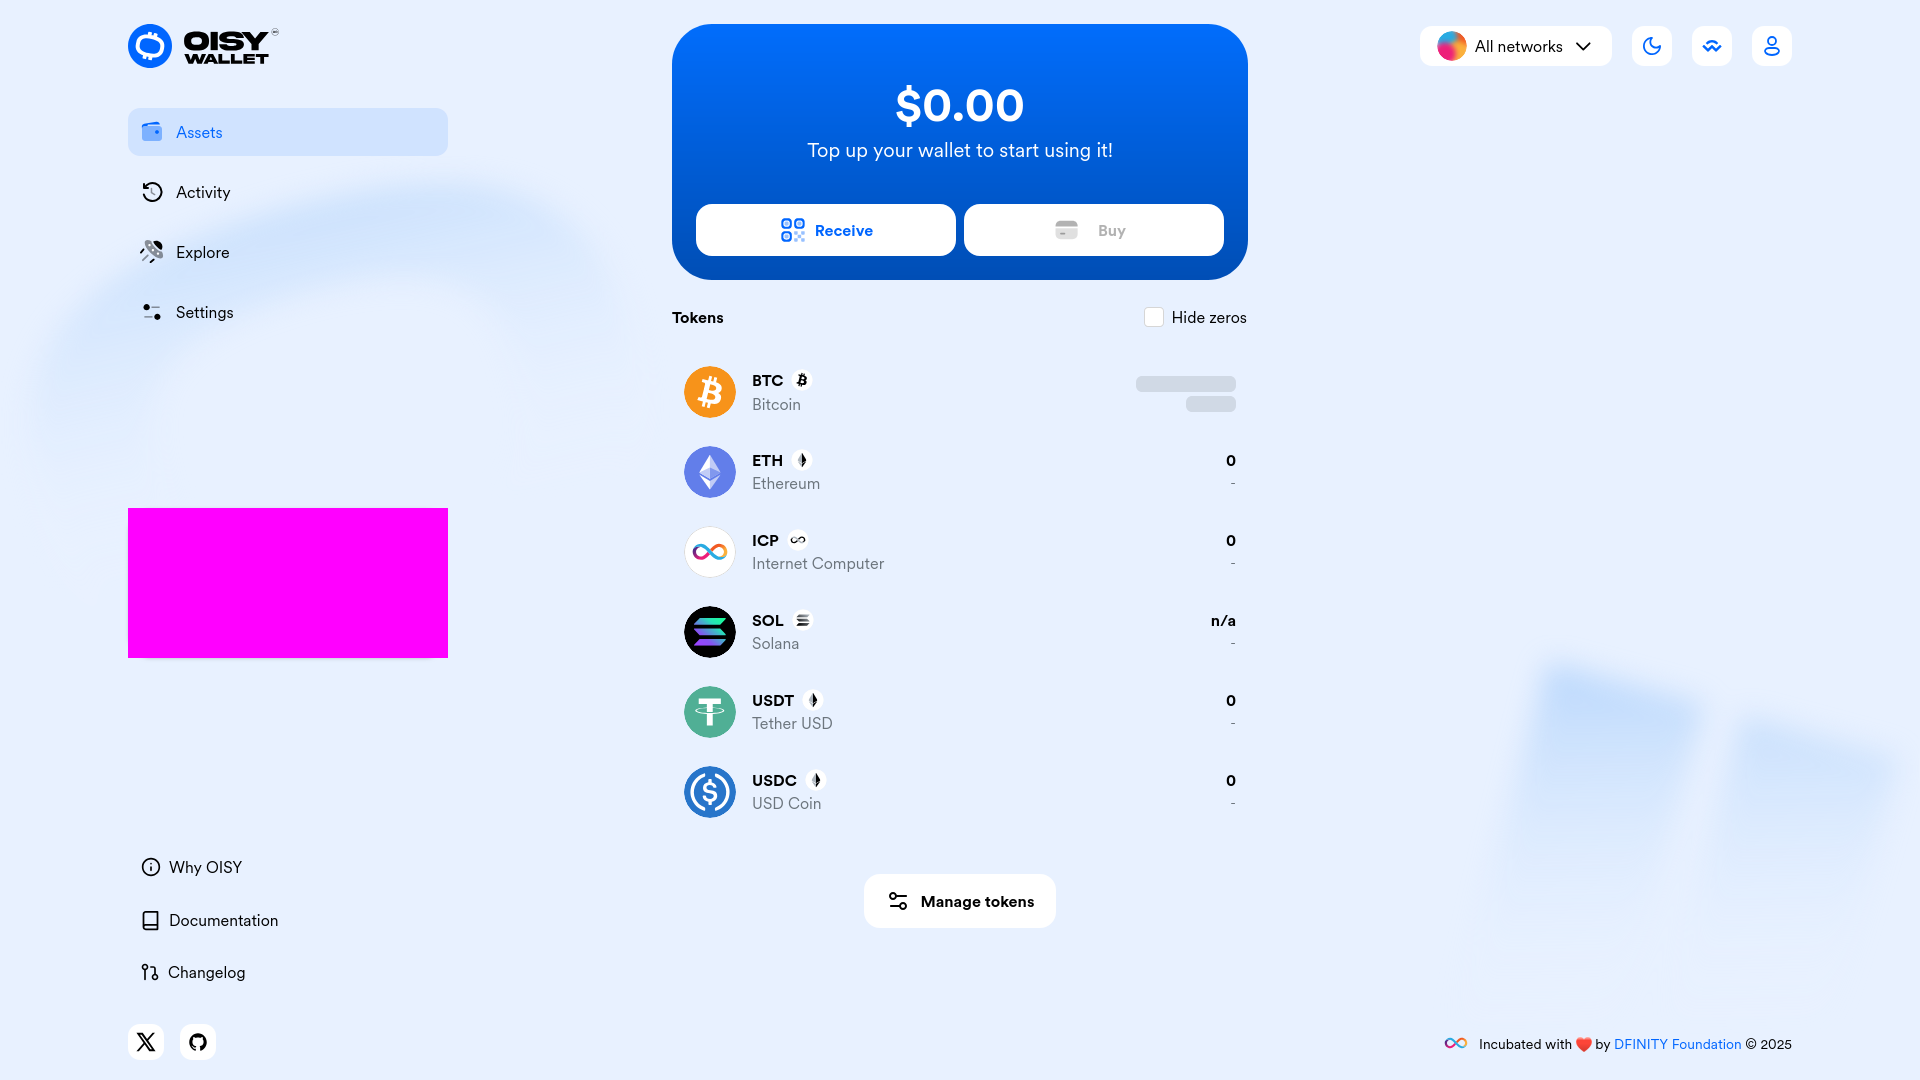 OISY
WALLET
All networks
Assets
Activity
Explore
Settings
$0.00
Top up your wallet to start using it!
Receive
Buy
Tokens
Hide zeros
BTC
Bitcoin
ETH
0
Ethereum
-
ICP
0
Internet Computer
-
SOL
n/a
Solana
-
USDT
0
Tether USD
-
USDC
0
USD Coin
-
Manage tokens
Why OISY
Documentation
Changelog
Incubated with ❤️ by DFINITY Foundation © 2025